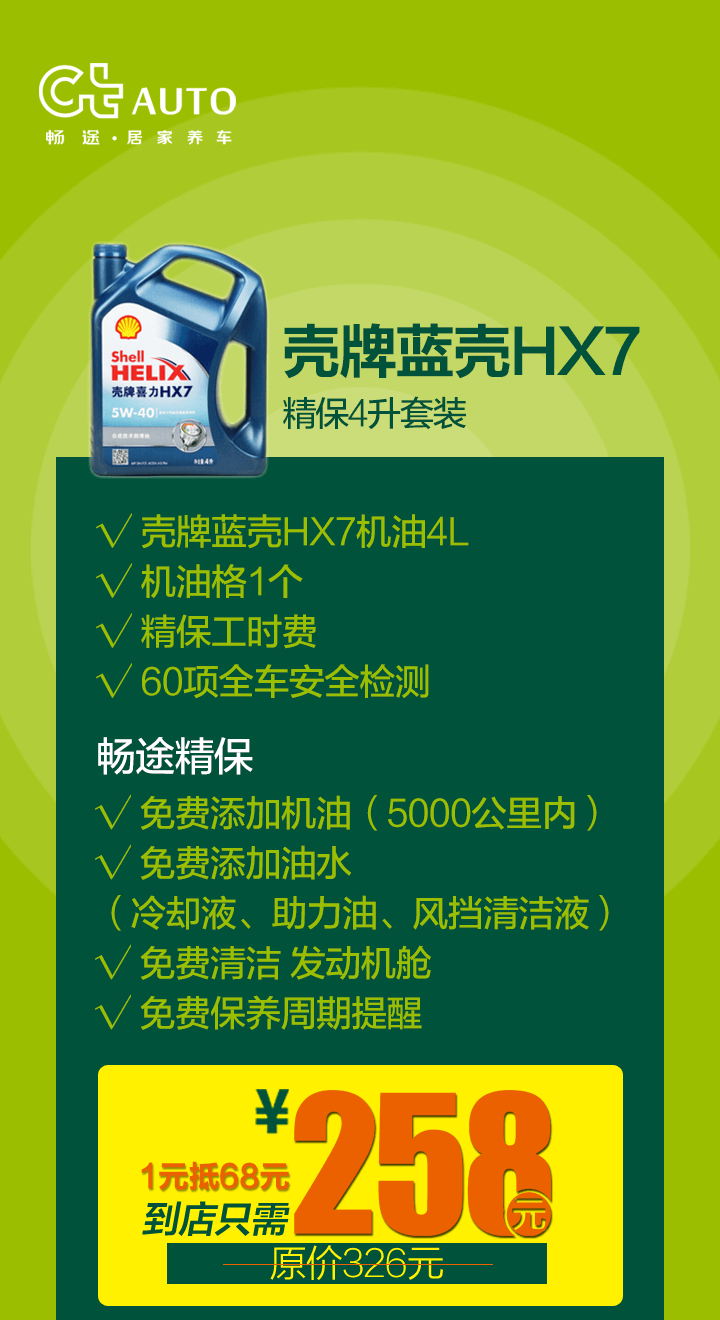 Ct AUTO
畅途·居家养车
壳牌蓝壳HX7
精保4升套装
Shell
HELIX
壳牌喜力HX7
5W-40
√ 壳牌蓝壳HX7机油4L
√ 机油格1个
√ 精保工时费
√ 60项全车安全检测
畅途精保
√ 免费添加机油（5000公里内）
√ 免费添加油水
（冷却液、助力油、风挡清洁液）
√ 免费清洁 发动机舱
√ 免费保养周期提醒
¥258元
1元抵68元
到店只需
原价326元